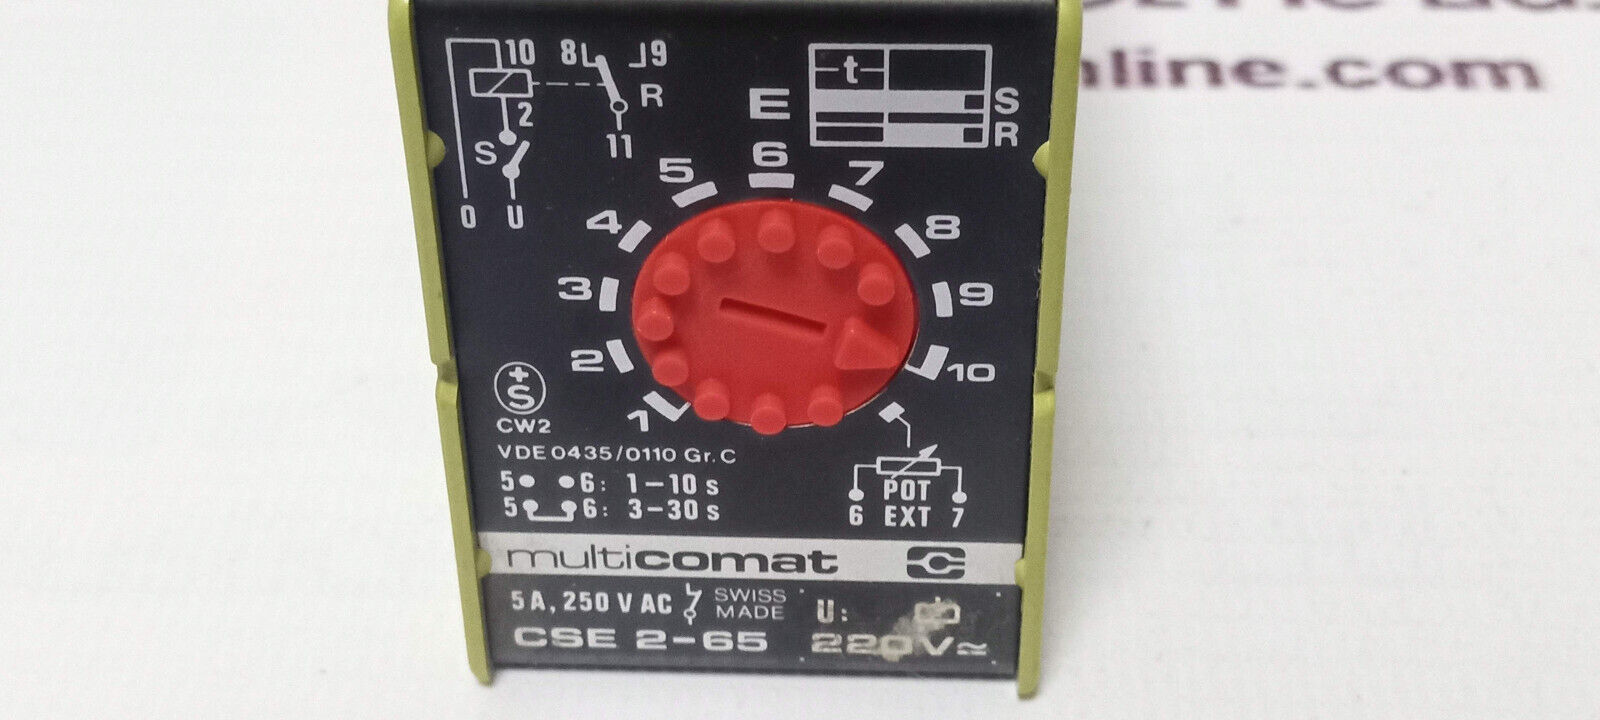 10 8 9
R
2
11
S
0 U
E
t
S
R
1 2 3 4 5 6 7 8 9 10
+
S
CW2
VDE 0435/0110 Gr. C
5 6: 1-10 s
5 6: 3-30 s
POT
6 EXT 7
multicomat
5 A, 250 V AC
SWISS
MADE
U:
CSE 2-65
220V≂
nline.com